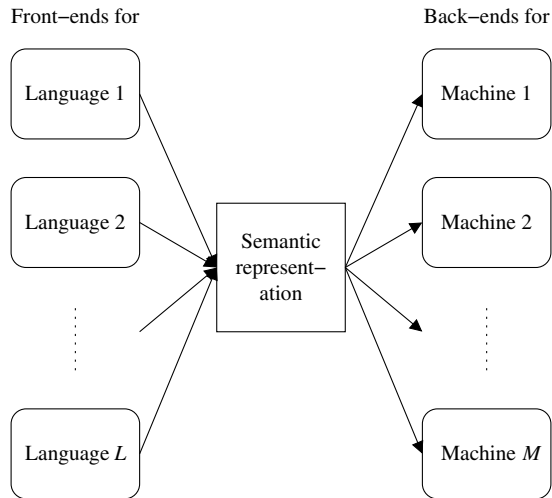 Front–ends for
Back–ends for
Language 1
Machine 1
Language 2
Machine 2
Semantic
represent–
ation
Language L
Machine M